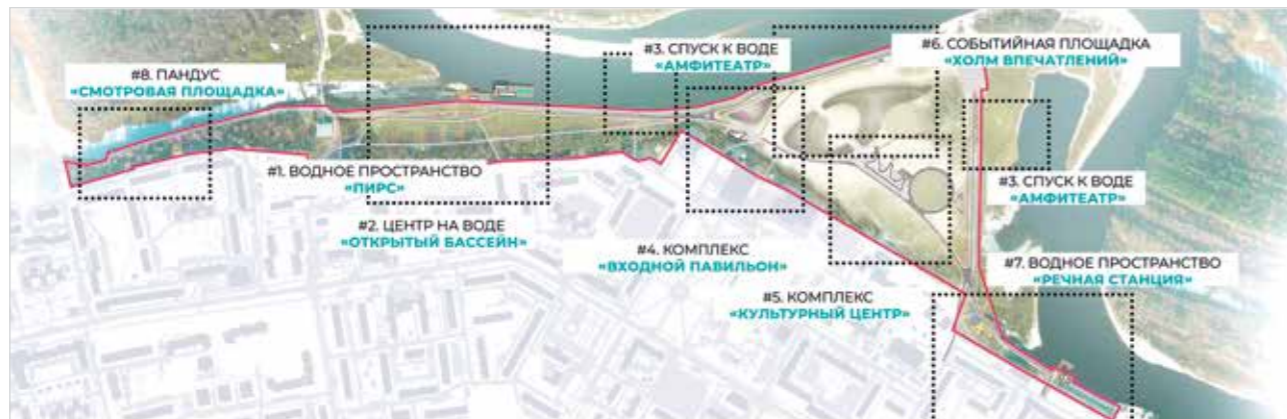 #8. ПАНДУС
«СМОТРОВАЯ ПЛОЩАДКА»
#1. ВОДНОЕ ПРОСТРАНСТВО
«ПИРС»
#2. ЦЕНТР НА ВОДЕ
«ОТКРЫТЫЙ БАССЕЙН»
#3. СПУСК К ВОДЕ
«АМФИТЕАТР»
#4. КОМПЛЕКС
«ВХОДНОЙ ПАВИЛЬОН»
#5. КОМПЛЕКС
«КУЛЬТУРНЫЙ ЦЕНТР»
#6. СОБЫТИЙНАЯ ПЛОЩАДКА
«ХОЛМ ВПЕЧАТЛЕНИЙ»
#3. СПУСК К ВОДЕ
«АМФИТЕАТР»
#7. ВОДНОЕ ПРОСТРАНСТВО
«РЕЧНАЯ СТАНЦИЯ»